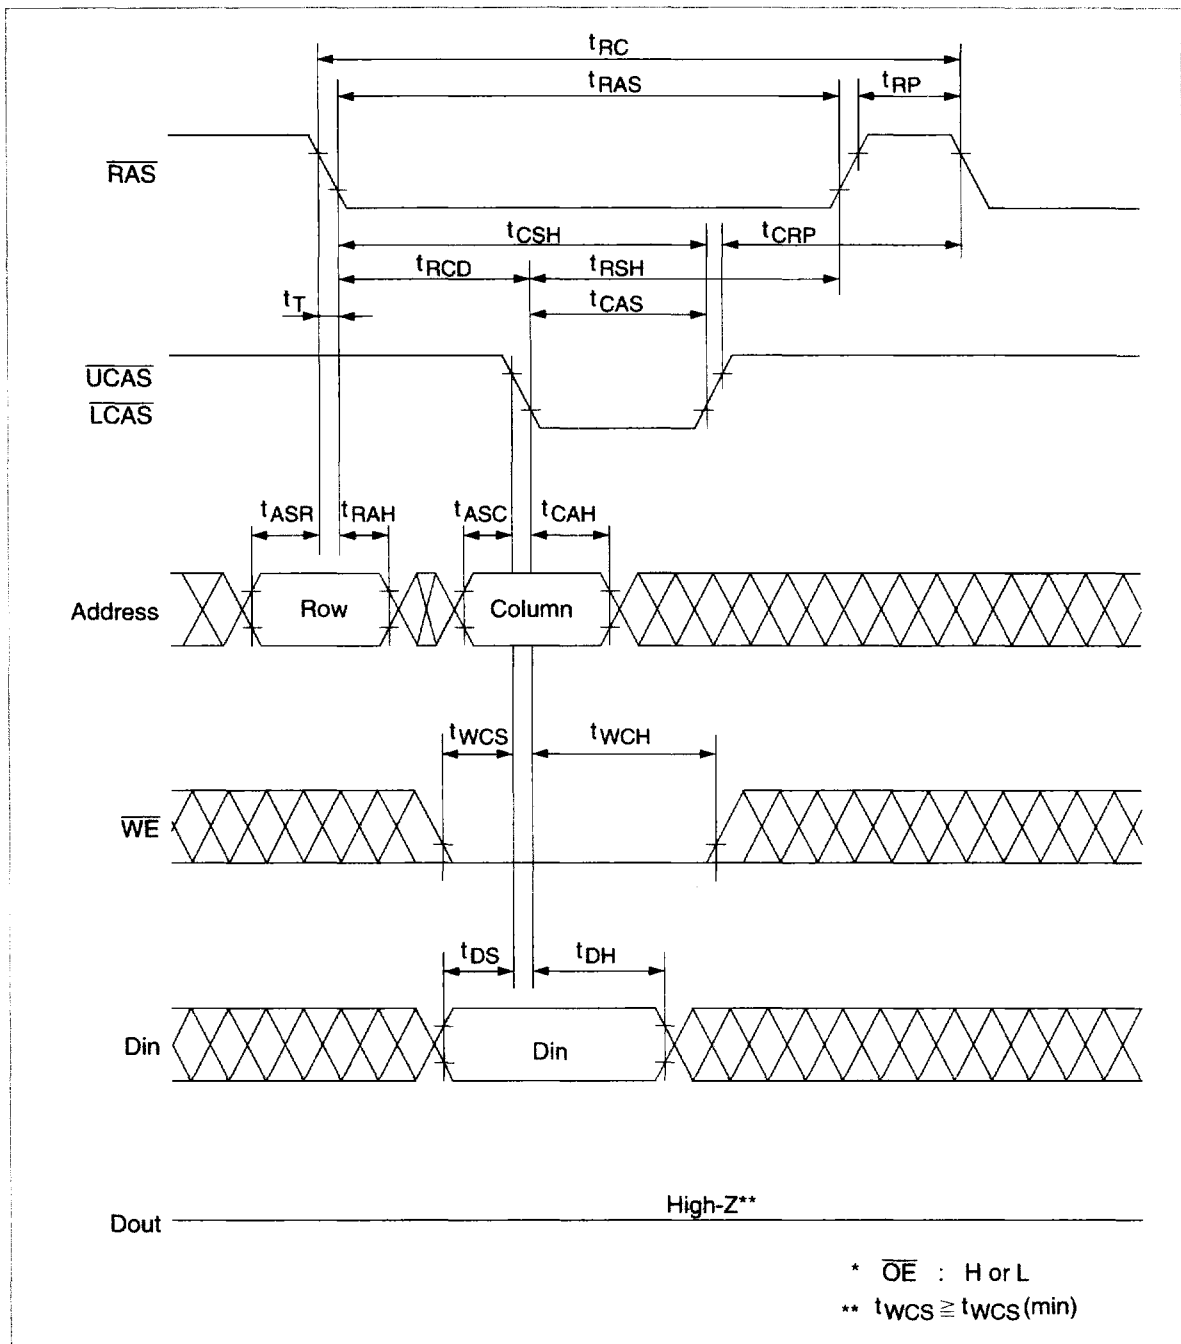 tRC
tRAS
tRP
RAS
tCSH
tCRP
tRCD
tRSH
tT
tCAS
UCAS
LCAS
tASR
tRAH
tASC
tCAH
Address
Row
Column
tWCS
tWCH
WE
tDS
tDH
Din
Din
High-Z**
Dout
* OE : H or L
** tWCS ≧ tWCS(min)